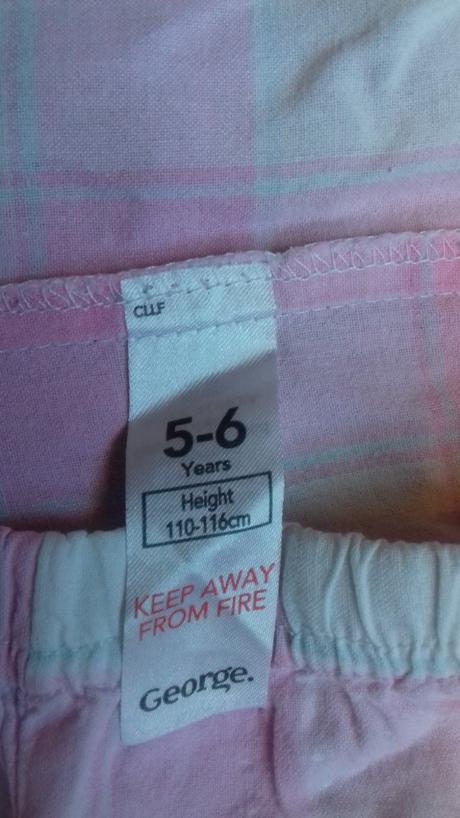 CLLF
5-6
Years
Height
110-116cm
KEEP AWAY
FROM FIRE
George.